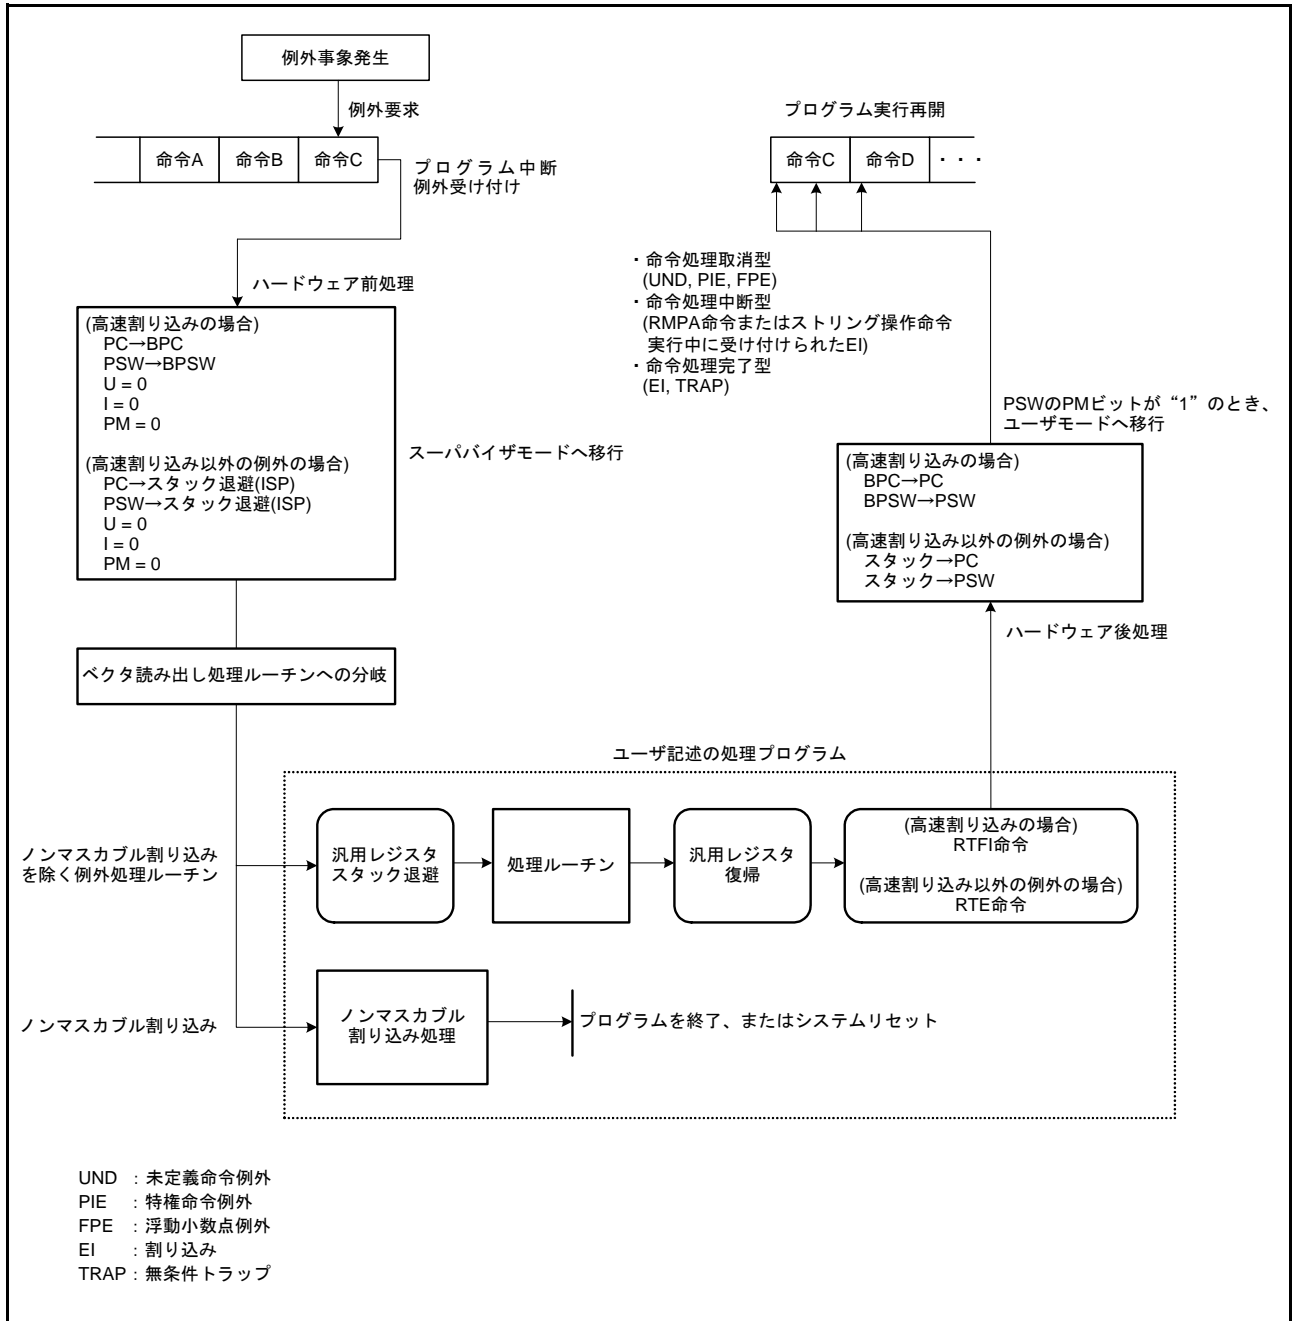 例外事象発生
例外要求
命令A
命令B
命令C
プログラム中断
例外受け付け
ハードウェア前処理
(高速割り込みの場合)
PC→BPC
PSW→BPSW
U = 0
I = 0
PM = 0
(高速割り込み以外の例外の場合)
PC→スタック退避(ISP)
PSW→スタック退避(ISP)
U = 0
I = 0
PM = 0
スーパバイザモードへ移行
ベクタ読み出し処理ルーチンへの分岐
プログラム実行再開
命令C
命令D
・・・
・命令処理取消型
(UND, PIE, FPE)
・命令処理中断型
(RMPA命令またはストリング操作命令
実行中に受け付けられたEI)
・命令処理完了型
(EI, TRAP)
PSWのPMビットが“1”のとき、
ユーザモードへ移行
(高速割り込みの場合)
BPC→PC
BPSW→PSW
(高速割り込み以外の例外の場合)
スタック→PC
スタック→PSW
ハードウェア後処理
ユーザ記述の処理プログラム
ノンマスカブル割り込み
を除く例外処理ルーチン
汎用レジスタ
スタック退避
処理ルーチン
汎用レジスタ
復帰
(高速割り込みの場合)
RTFI命令
(高速割り込み以外の例外の場合)
RTE命令
ノンマスカブル割り込み
ノンマスカブル
割り込み処理
プログラムを終了、またはシステムリセット
UND : 未定義命令例外
PIE : 特権命令例外
FPE : 浮動小数点例外
EI : 割り込み
TRAP : 無条件トラップ